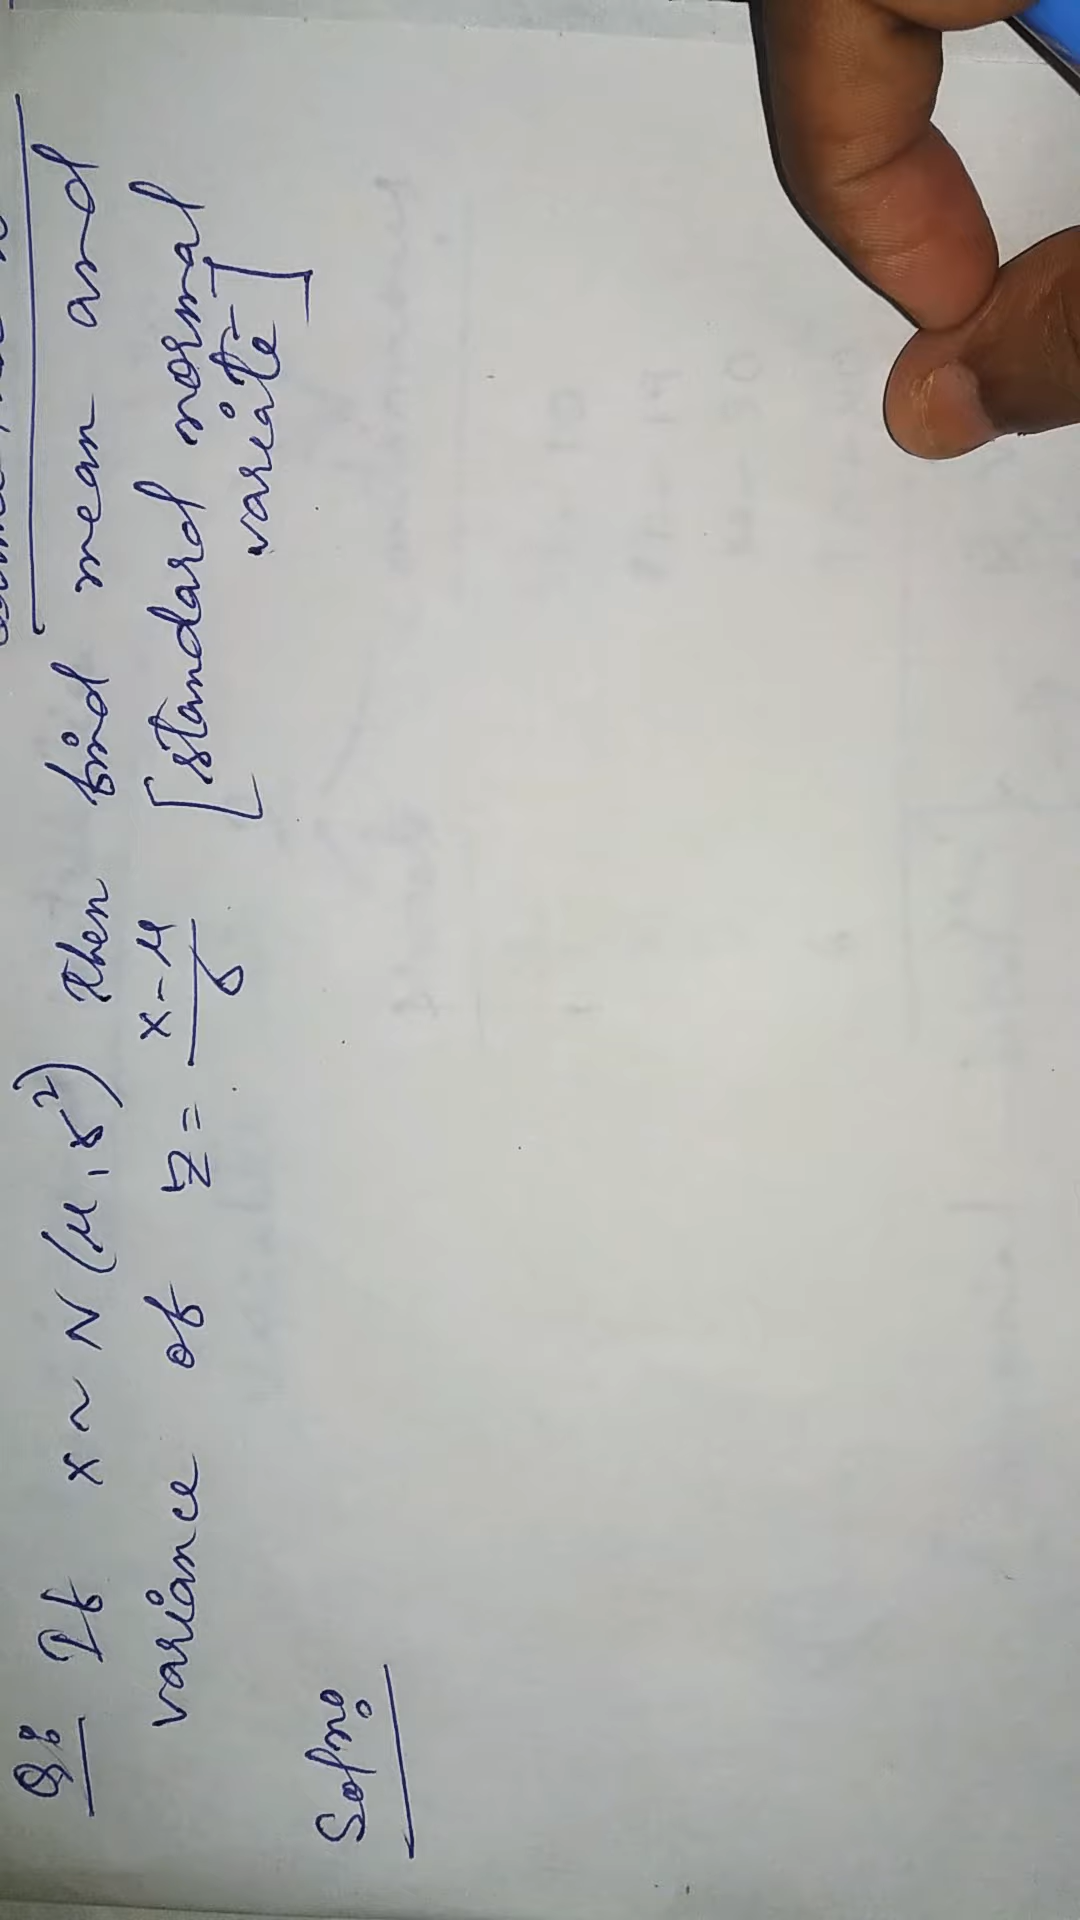 Q: If X ~ N (μ, σ²) then find mean and
variance of Z = X - μ / σ [standard normal
variate]
Soln: